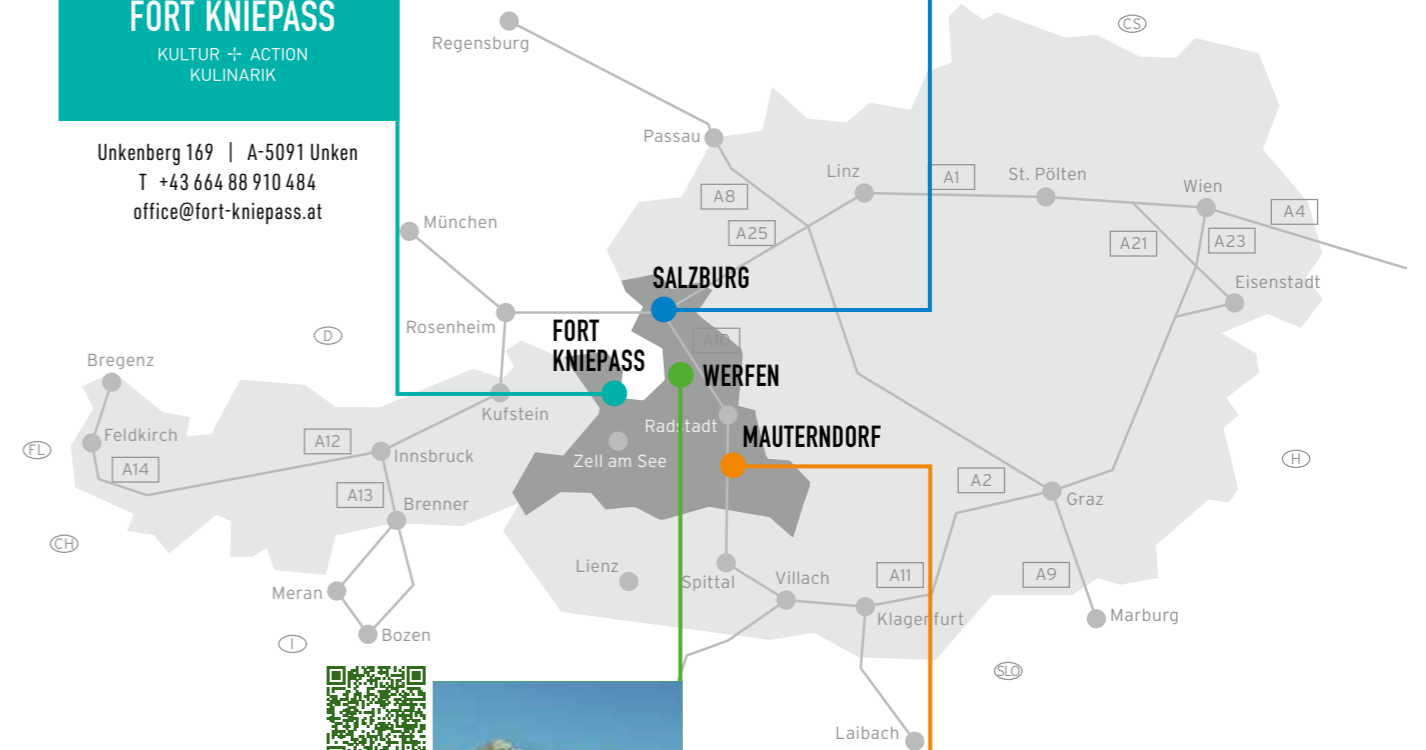 FORT KNIEPASS
KULTUR ✢ ACTION
KULINARIK
Unkenberg 169 | A-5091 Unken
T +43 664 88 910 484
office@fort-kniepass.at
CS
Regensburg
Passau
Linz
A1
St. Pölten
Wien
A8
A4
A25
A21
A23
München
SALZBURG
Eisenstadt
Rosenheim
D
FORT
KNIEPASS
A10
Bregenz
WERFEN
Kufstein
Radstadt
MAUTERNDORF
Feldkirch
FL
A12
A14
Innsbruck
Zell am See
H
A13
Brenner
A2
Graz
CH
Lienz
Spittal
Villach
A11
A9
Meran
Klagenfurt
Marburg
Bozen
I
SLO
Laibach